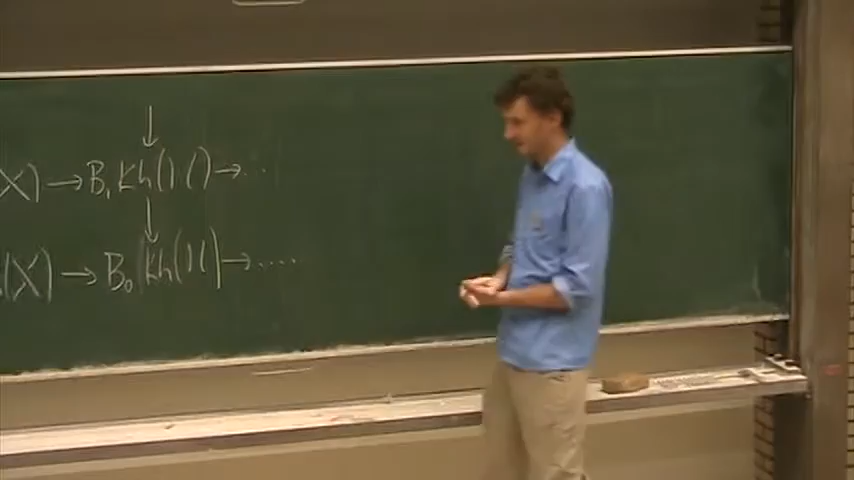 ↓
X) → B₁ Kh()() → ..
↓
(X) → B₀ (Kh()() → ....